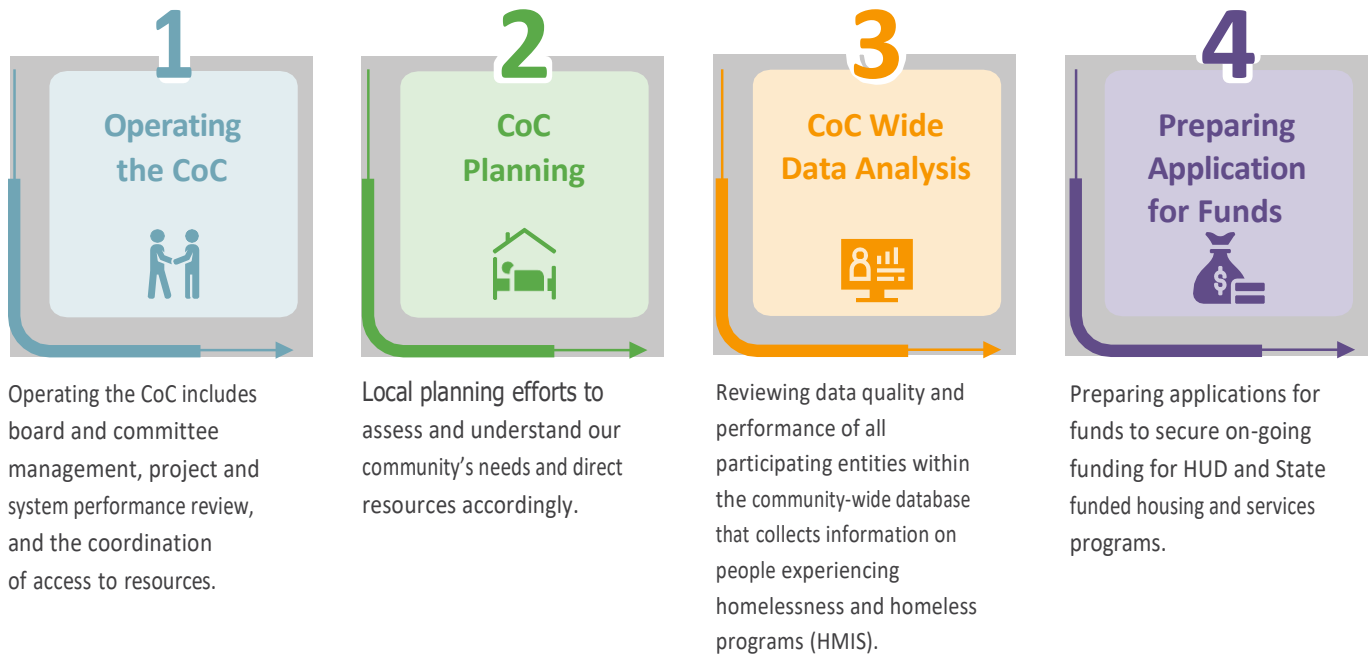 1
Operating
the CoC
Operating the CoC includes
board and committee
management, project and
system performance review,
and the coordination
of access to resources.
2
CoC
Planning
Local planning efforts to
assess and understand our
community's needs and direct
resources accordingly.
3
CoC Wide
Data Analysis
Reviewing data quality and
performance of all
participating entities within
the community-wide database
that collects information on
people experiencing
homelessness and homeless
programs (HMIS).
4
Preparing
Application
for Funds
$
Preparing applications for
funds to secure on-going
funding for HUD and State
funded housing and services
programs.